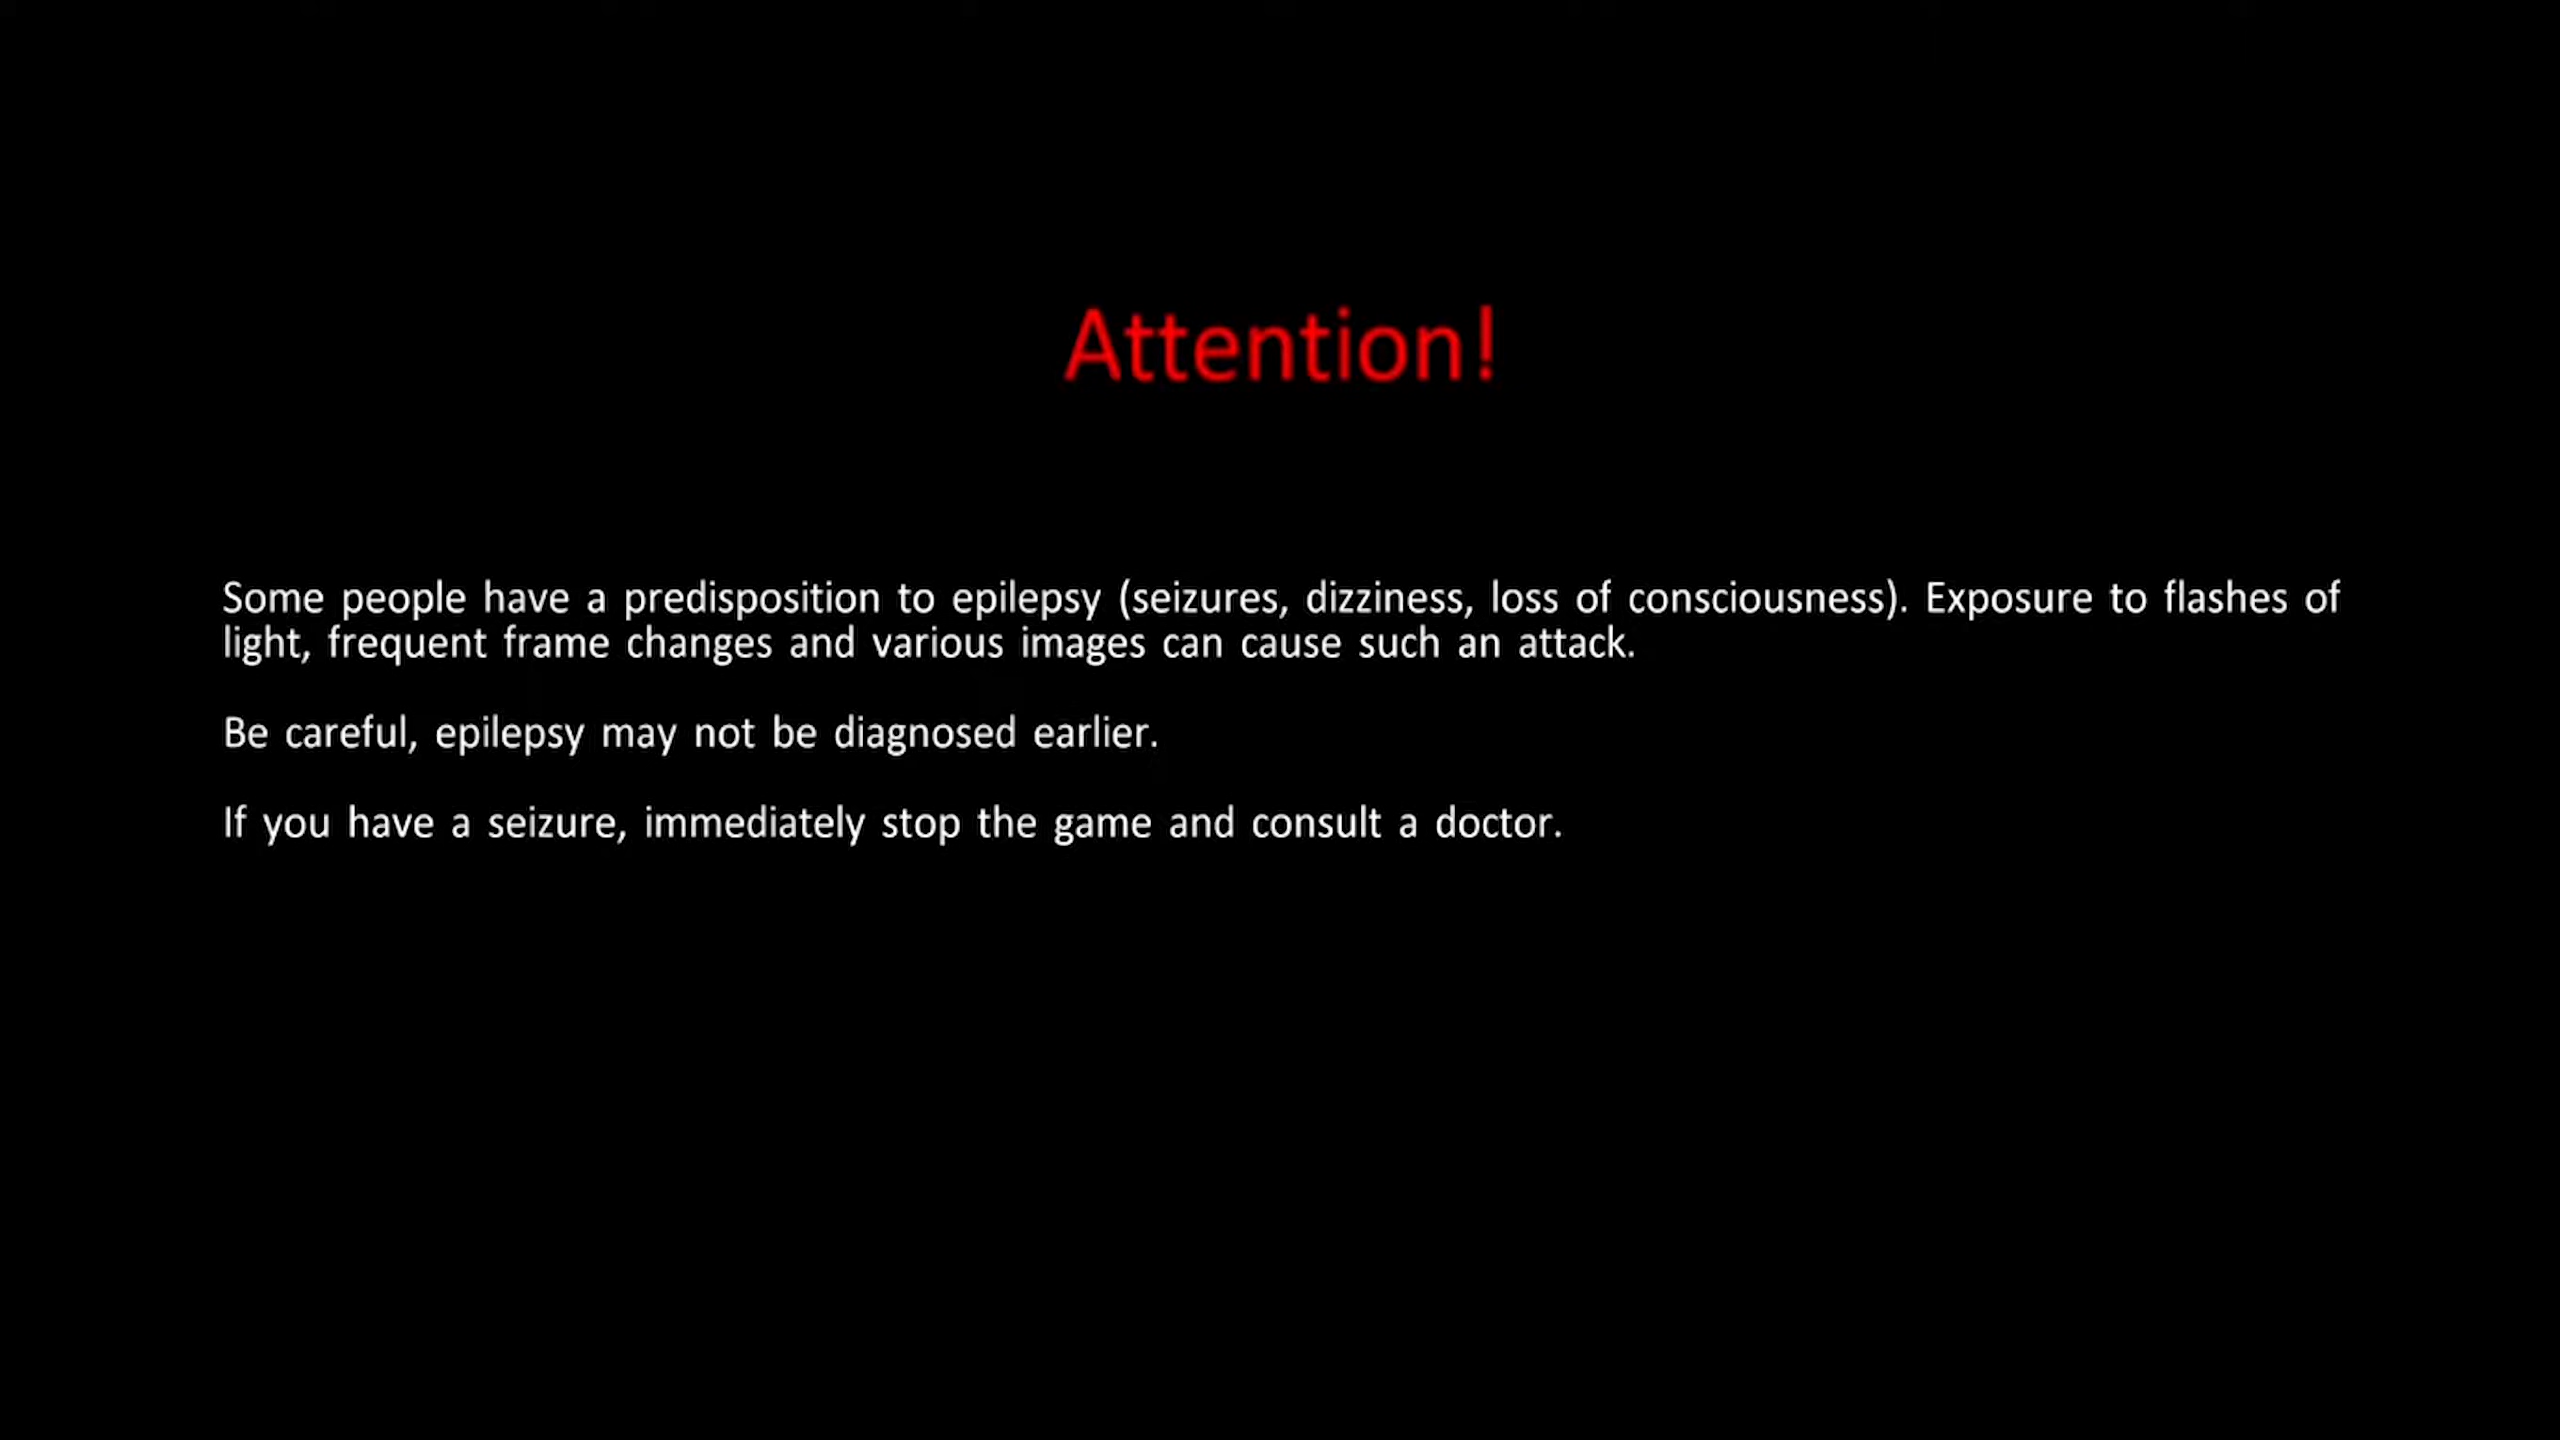 Attention!
Some people have a predisposition to epilepsy (seizures, dizziness, loss of consciousness). Exposure to flashes of
light, frequent frame changes and various images can cause such an attack.
Be careful, epilepsy may not be diagnosed earlier.
If you have a seizure, immediately stop the game and consult a doctor.